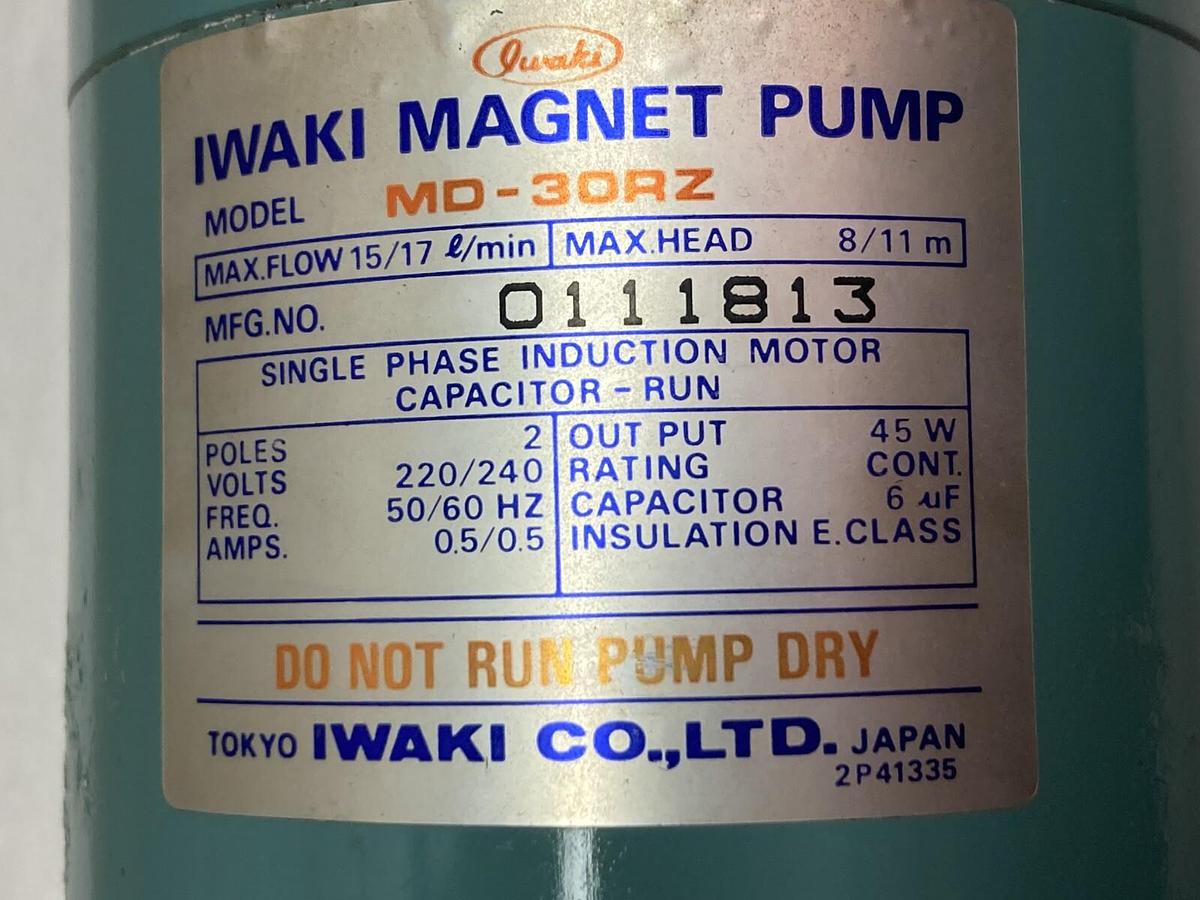 Iwaki
IWAKI MAGNET PUMP
MODEL MD-30RZ
MAX.FLOW 15/17 ℓ/min MAX.HEAD 8/11 m
MFG.NO. 0111813
SINGLE PHASE INDUCTION MOTOR
CAPACITOR-RUN
POLES 2 OUT PUT 45 W
VOLTS 220/240 RATING CONT.
FREQ. 50/60 HZ CAPACITOR 6 uF
AMPS. 0.5/0.5 INSULATION E.CLASS
DO NOT RUN PUMP DRY
TOKYO IWAKI CO.,LTD. JAPAN
2P41335